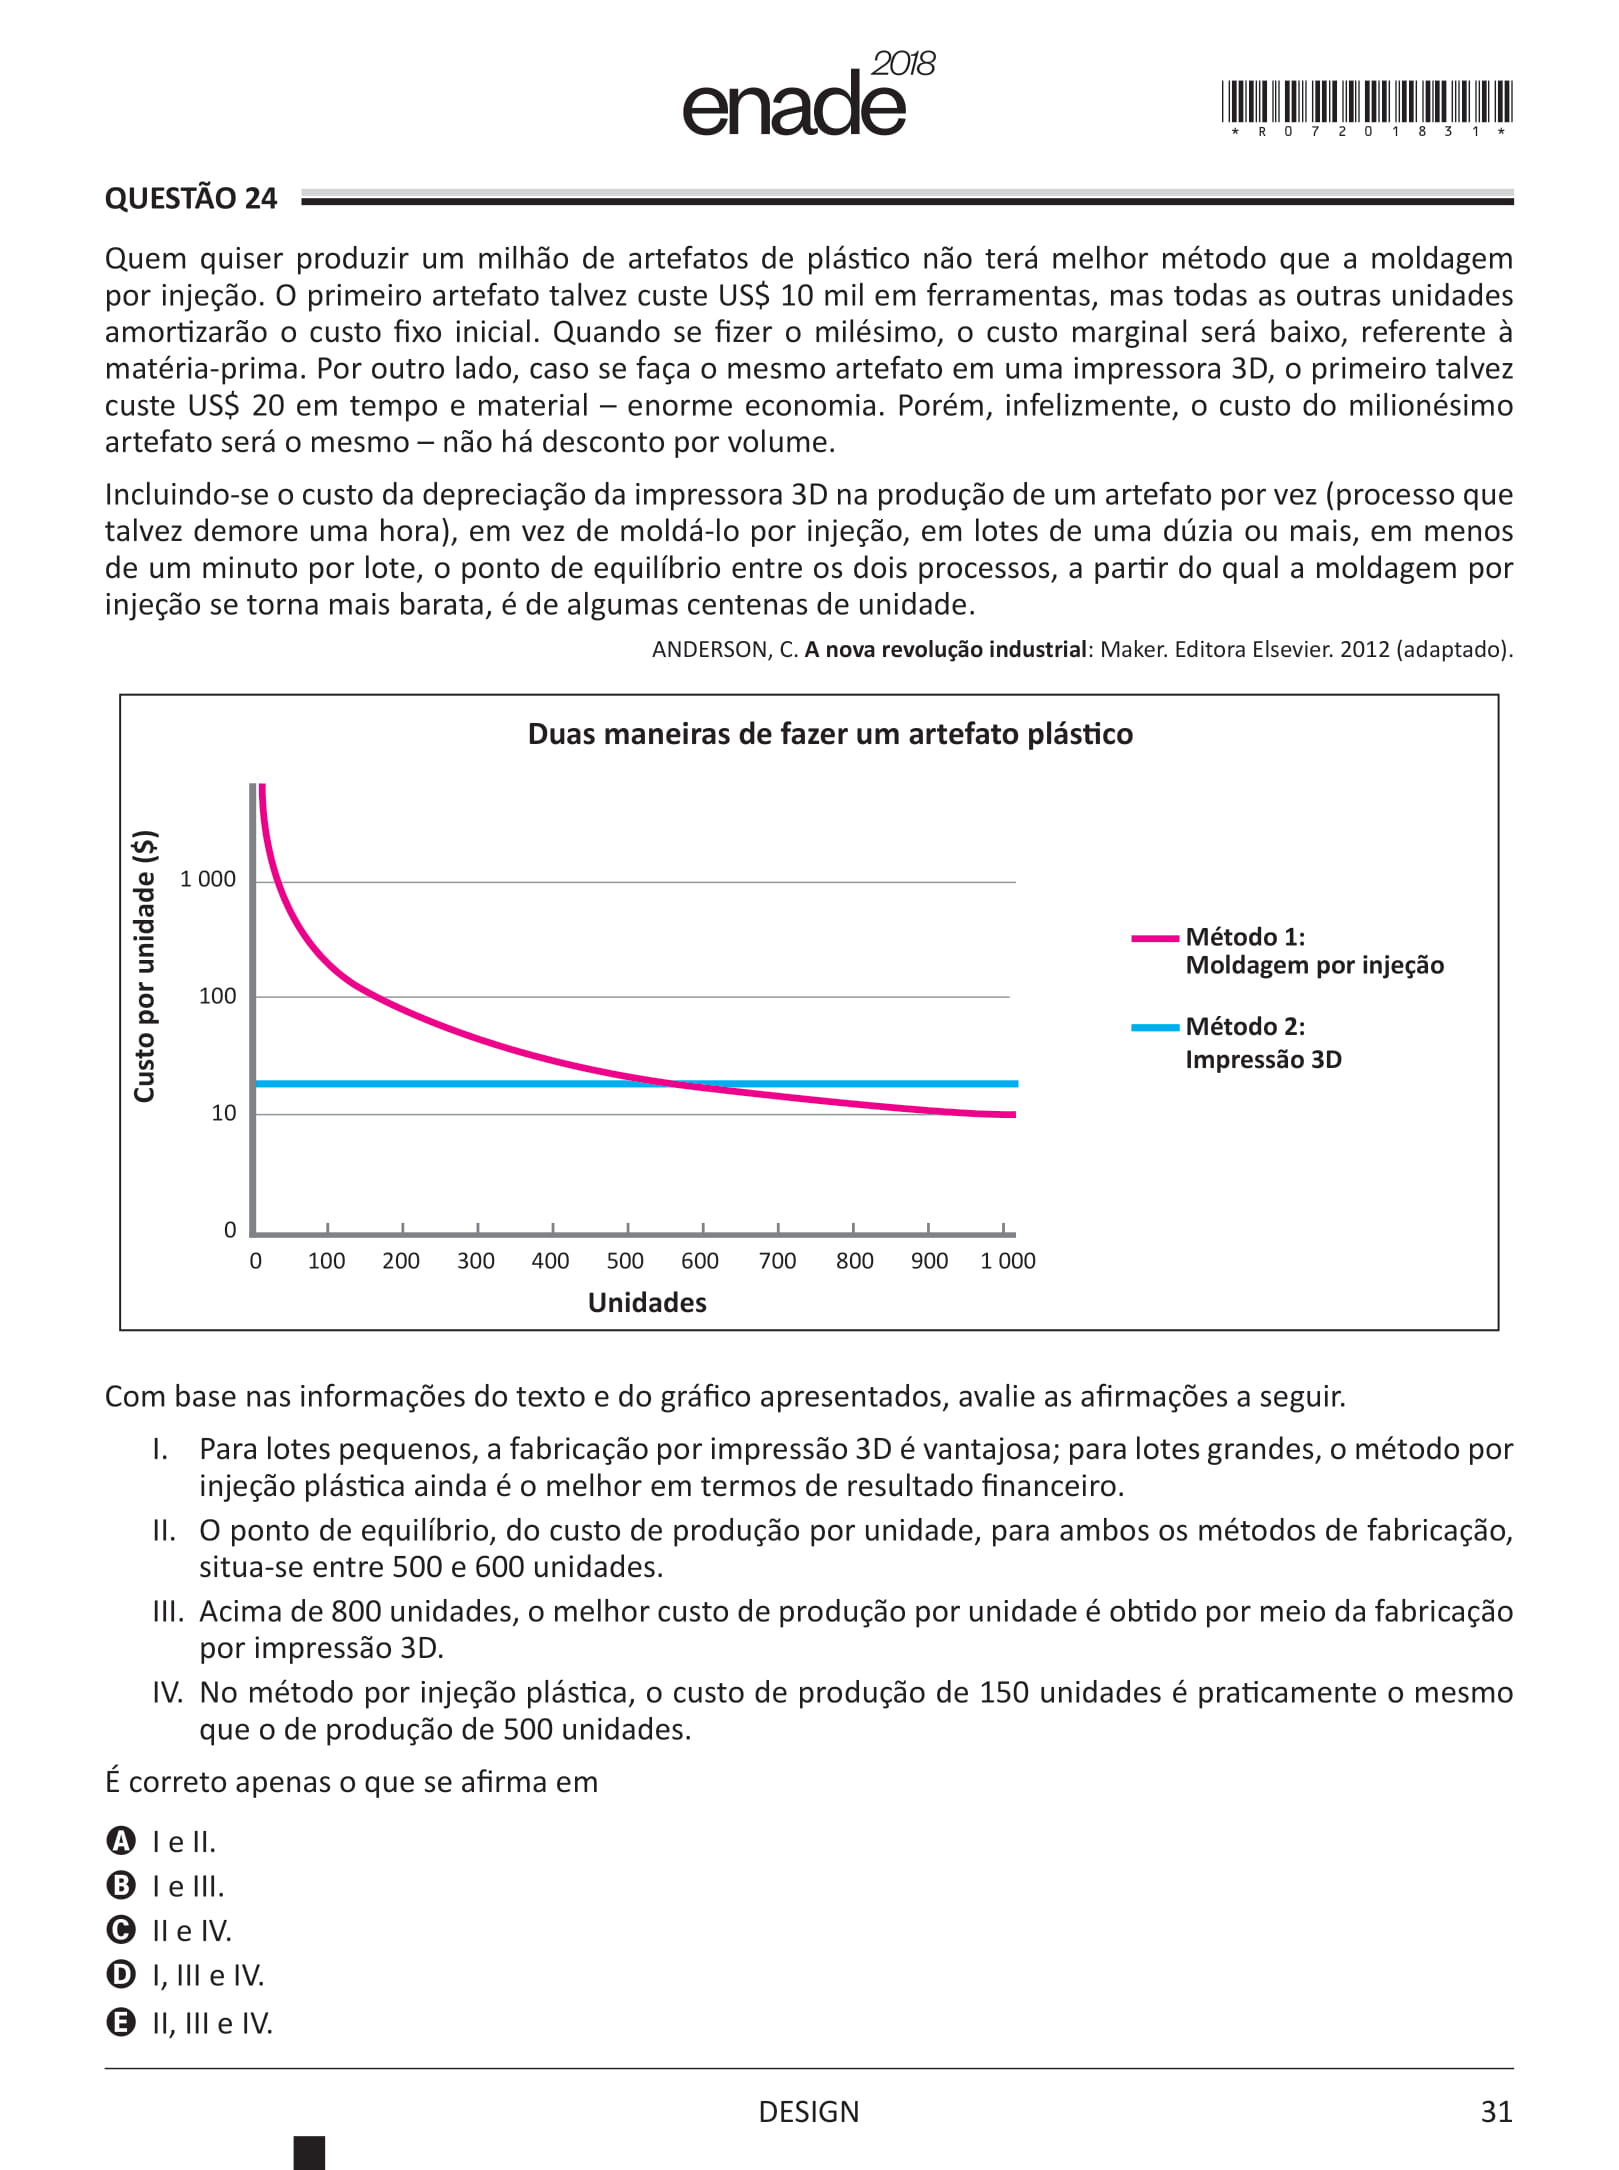 enade 2018
*R07201831*
QUESTÃO 24
Quem quiser produzir um milhão de artefatos de plástico não terá melhor método que a moldagem
por injeção. O primeiro artefato talvez custe US$ 10 mil em ferramentas, mas todas as outras unidades
amortizarão o custo fixo inicial. Quando se fizer o milésimo, o custo marginal será baixo, referente à
matéria-prima. Por outro lado, caso se faça o mesmo artefato em uma impressora 3D, o primeiro talvez
custe US$ 20 em tempo e material – enorme economia. Porém, infelizmente, o custo do milionésimo
artefato será o mesmo – não há desconto por volume.
Incluindo-se o custo da depreciação da impressora 3D na produção de um artefato por vez (processo que
talvez demore uma hora), em vez de moldá-lo por injeção, em lotes de uma dúzia ou mais, em menos
de um minuto por lote, o ponto de equilíbrio entre os dois processos, a partir do qual a moldagem por
injeção se torna mais barata, é de algumas centenas de unidade.
ANDERSON, C. A nova revolução industrial: Maker. Editora Elsevier. 2012 (adaptado).
Duas maneiras de fazer um artefato plástico
Custo por unidade ($)
1 000
100
10
0
0 100 200 300 400 500 600 700 800 900 1 000
Unidades
Método 1:
Moldagem por injeção
Método 2:
Impressão 3D
Com base nas informações do texto e do gráfico apresentados, avalie as afirmações a seguir.
I. Para lotes pequenos, a fabricação por impressão 3D é vantajosa; para lotes grandes, o método por
injeção plástica ainda é o melhor em termos de resultado financeiro.
II. O ponto de equilíbrio, do custo de produção por unidade, para ambos os métodos de fabricação,
situa-se entre 500 e 600 unidades.
III. Acima de 800 unidades, o melhor custo de produção por unidade é obtido por meio da fabricação
por impressão 3D.
IV. No método por injeção plástica, o custo de produção de 150 unidades é praticamente o mesmo
que o de produção de 500 unidades.
É correto apenas o que se afirma em
A I e II.
B I e III.
C II e IV.
D I, III e IV.
E II, III e IV.
DESIGN
31